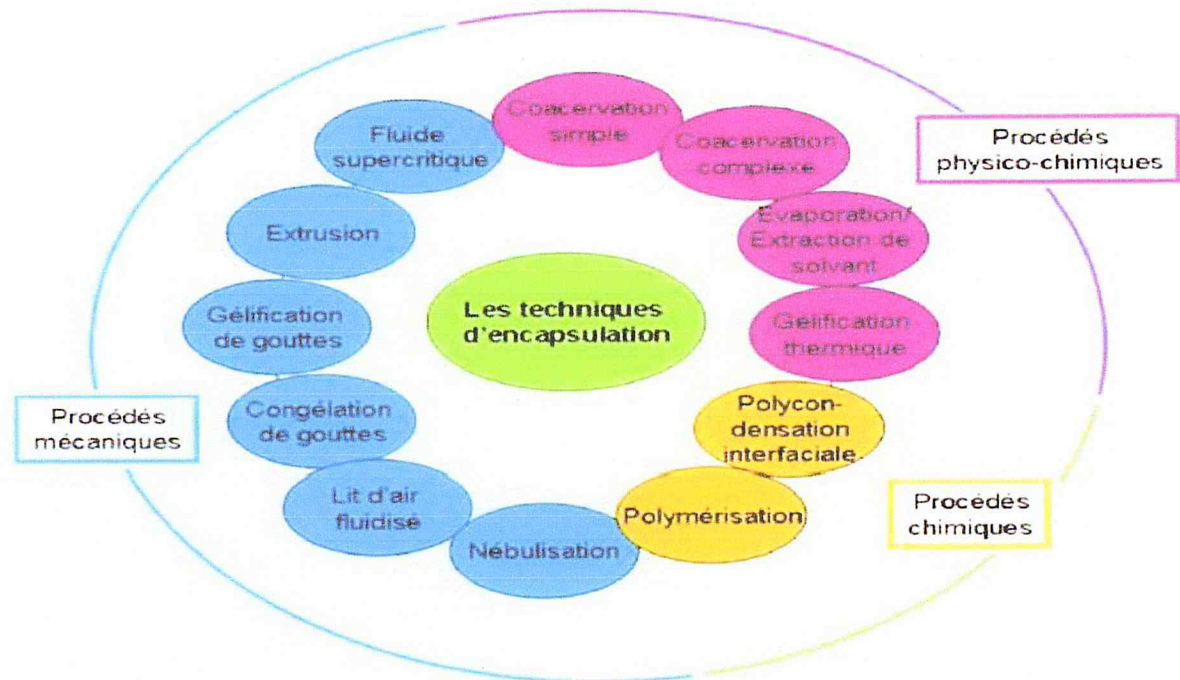 Coacervation
simple
Coacervation
complexe
Evaporation/
Extraction de
solvant
Gélification
thermique
Polycon-
densation
interfaciale
Polymérisation
Nébulisation
Lit d'air
fluidisé
Congélation
de gouttes
Gélification
de gouttes
Extrusion
Fluide
supercritique
Les techniques
d'encapsulation
Procédés
physico-chimiques
Procédés
mécaniques
Procédés
chimiques